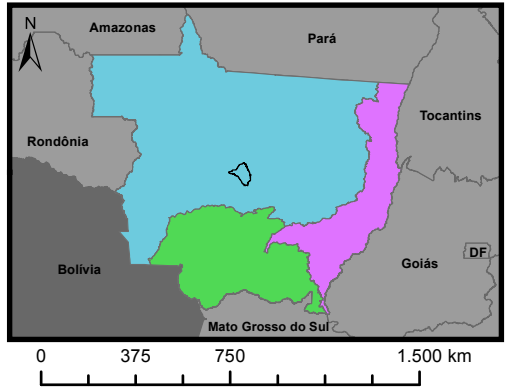 N
Amazonas
Pará
Tocantins
Rondônia
Bolívia
Goiás
DF
Mato Grosso do Sul
0 375 750 1.500 km